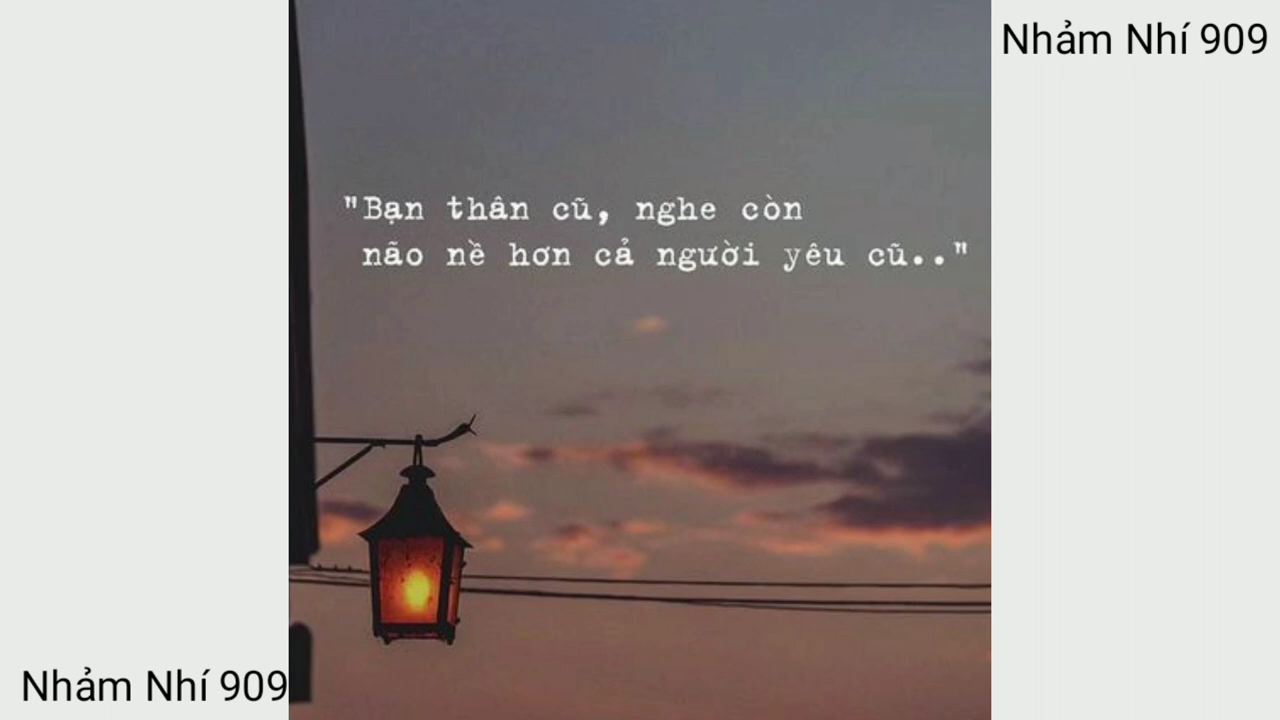 Nhảm Nhí 909
"Bạn thân cũ, nghe còn
não nề hơn cả người yêu cũ.."
Nhảm Nhí 909